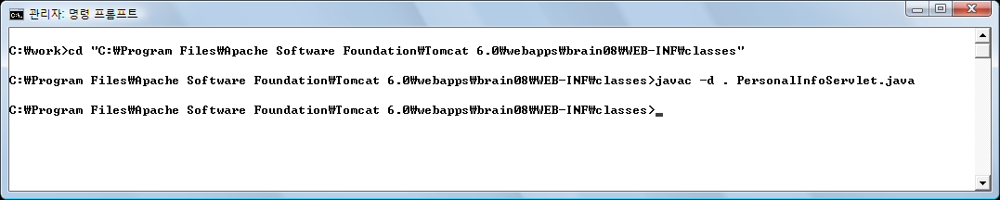 관리자: 명령 프롬프트
C:₩work>cd "C:₩Program Files₩Apache Software Foundation₩Tomcat 6.0₩webapps₩brain08₩WEB-INF₩classes"
C:₩Program Files₩Apache Software Foundation₩Tomcat 6.0₩webapps₩brain08₩WEB-INF₩classes>javac -d . PersonalInfoServlet.java
C:₩Program Files₩Apache Software Foundation₩Tomcat 6.0₩webapps₩brain08₩WEB-INF₩classes>